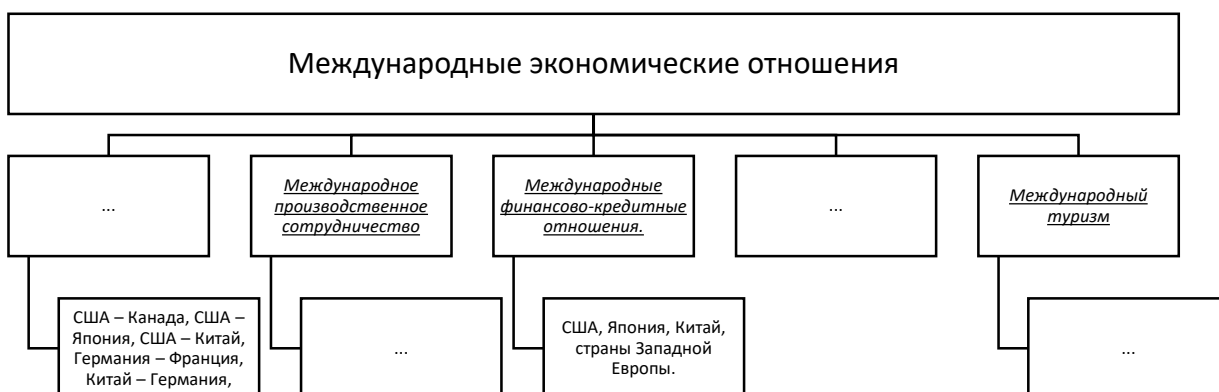 Международные экономические отношения
...
Международное
производственное
сотрудничество
Международные
финансово-кредитные
отношения.
...
Международный
туризм
США – Канада, США –
Япония, США – Китай,
Германия – Франция,
Китай – Германия,
...
США, Япония, Китай,
страны Западной
Европы.
...